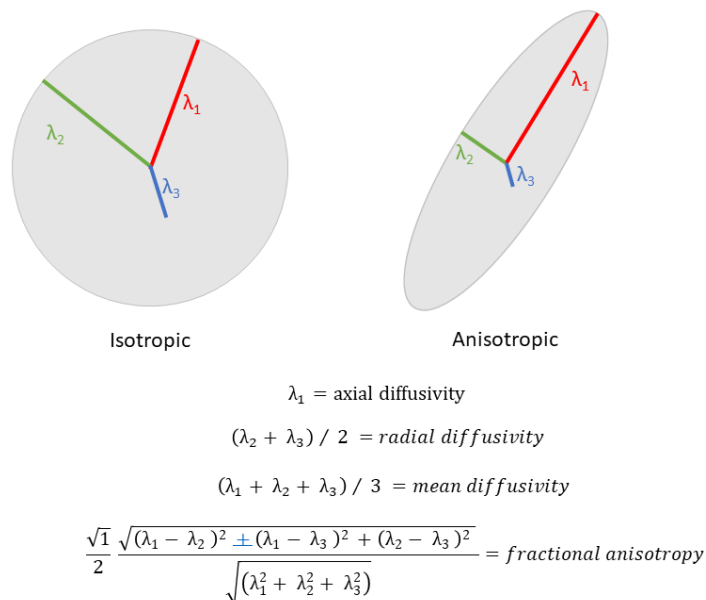 λ₁
λ₂
λ₃
λ₁
λ₂
λ₃
Isotropic
Anisotropic
λ₁ = axial diffusivity
(λ₂ + λ₃) / 2 = radial diffusivity
(λ₁ + λ₂ + λ₃) / 3 = mean diffusivity
√1/2 √((λ₁ − λ₂)² ±(λ₁ − λ₃)² + (λ₂ − λ₃)²) / √((λ₁² + λ₂² + λ₃²)) = fractional anisotropy